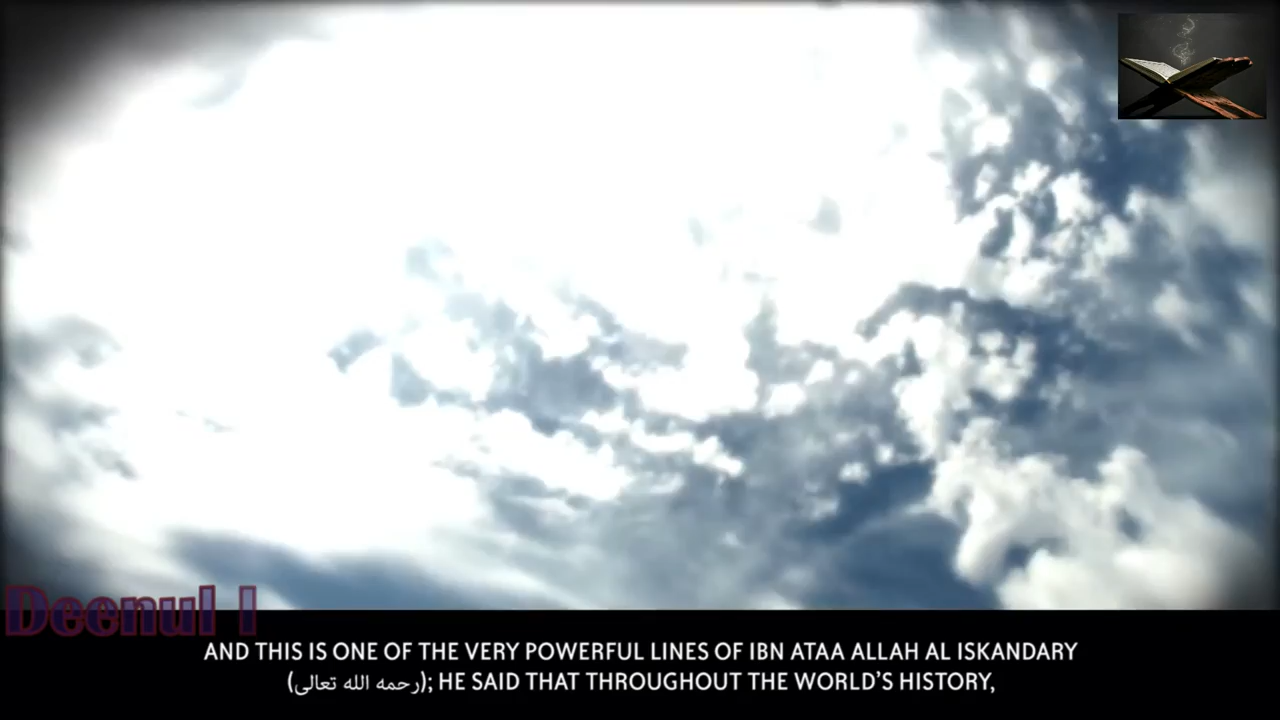 Deenul I
AND THIS IS ONE OF THE VERY POWERFUL LINES OF IBN ATAA ALLAH AL ISKANDARY
(رحمه الله تعالى); HE SAID THAT THROUGHOUT THE WORLD'S HISTORY,